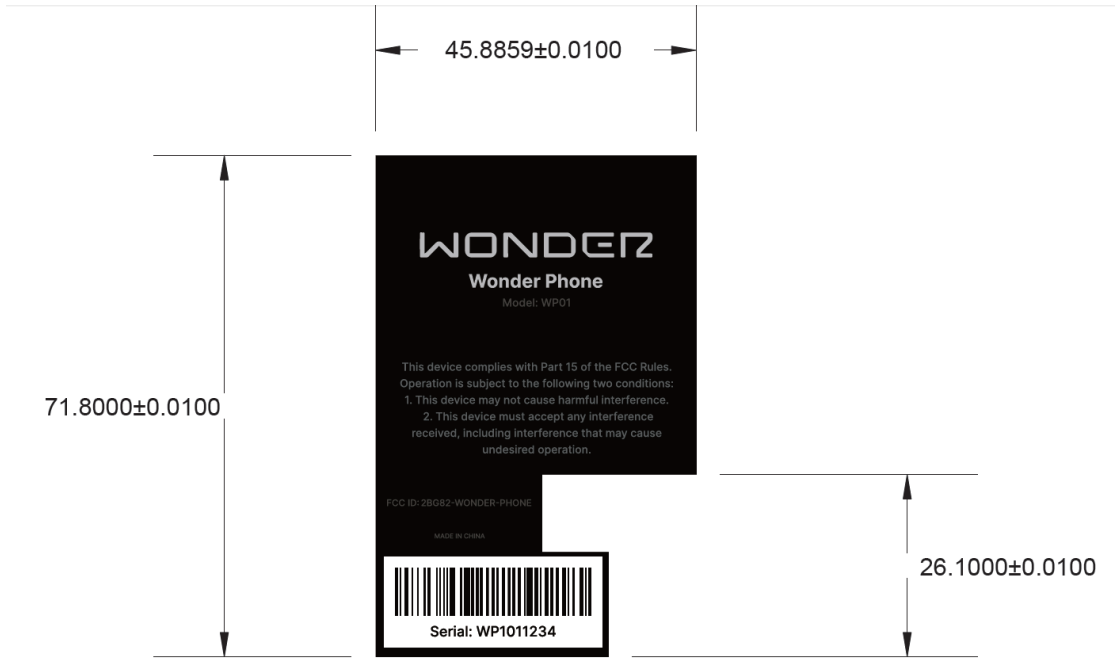 45.8859±0.0100
WONDER
Wonder Phone
Model: WP01
This device complies with Part 15 of the FCC Rules.
Operation is subject to the following two conditions:
1. This device may not cause harmful interference.
2. This device must accept any interference
received, including interference that may cause
undesired operation.
71.8000±0.0100
FCC ID: 2BG82-WONDER-PHONE
MADE IN CHINA
26.1000±0.0100
Serial: WP1011234